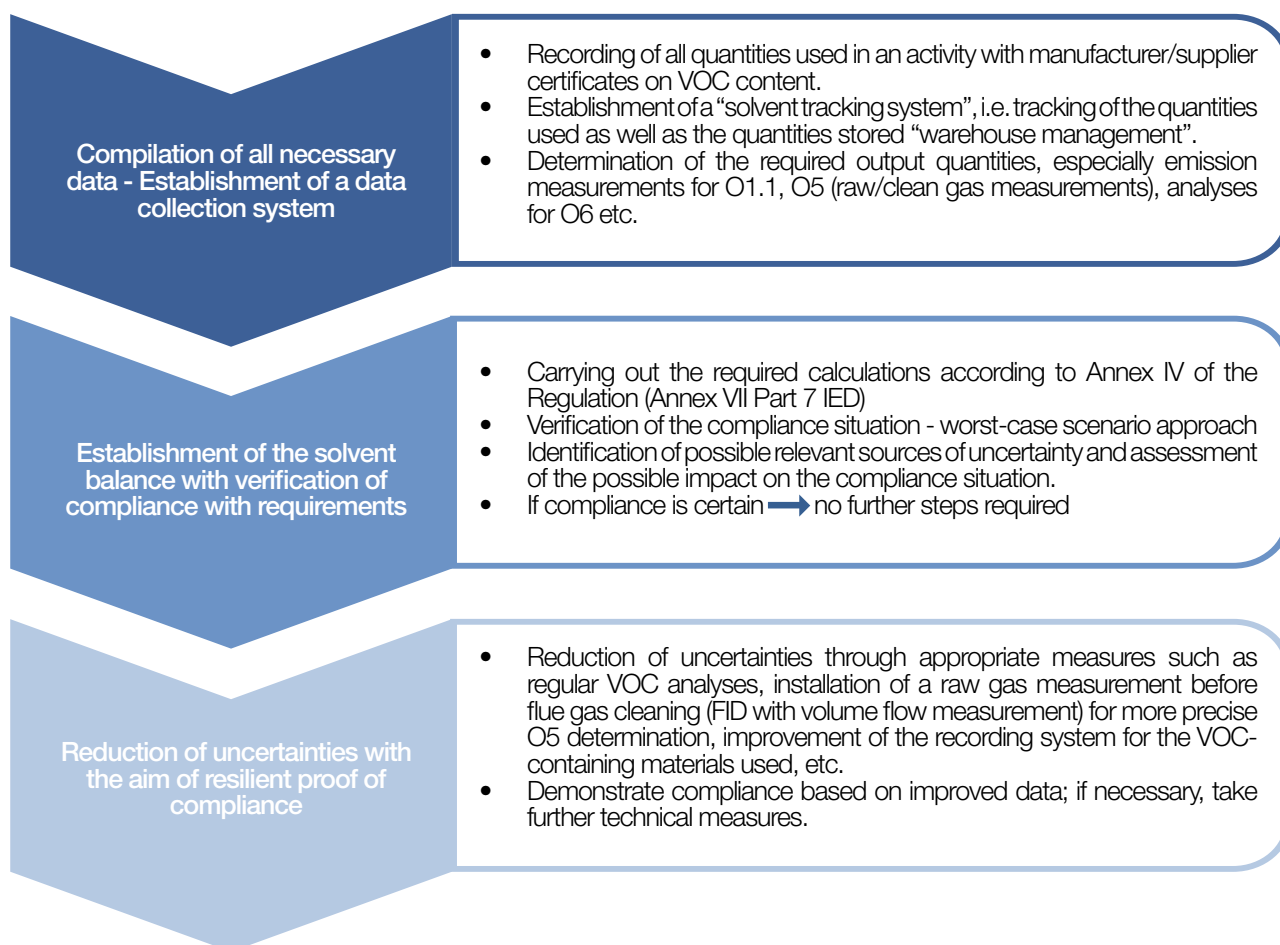 Compilation of all necessary
data - Establishment of a data
collection system
• Recording of all quantities used in an activity with manufacturer/supplier
certificates on VOC content.
• Establishment of a “solvent tracking system”, i.e. tracking of the quantities
used as well as the quantities stored “warehouse management”.
• Determination of the required output quantities, especially emission
measurements for O1.1, O5 (raw/clean gas measurements), analyses
for O6 etc.
Establishment of the solvent
balance with verification of
compliance with requirements
• Carrying out the required calculations according to Annex IV of the
Regulation (Annex VII Part 7 IED)
• Verification of the compliance situation - worst-case scenario approach
• Identification of possible relevant sources of uncertainty and assessment
of the possible impact on the compliance situation.
• If compliance is certain → no further steps required
Reduction of uncertainties with
the aim of resilient proof of
compliance
• Reduction of uncertainties through appropriate measures such as
regular VOC analyses, installation of a raw gas measurement before
flue gas cleaning (FID with volume flow measurement) for more precise
O5 determination, improvement of the recording system for the VOC-
containing materials used, etc.
• Demonstrate compliance based on improved data; if necessary, take
further technical measures.